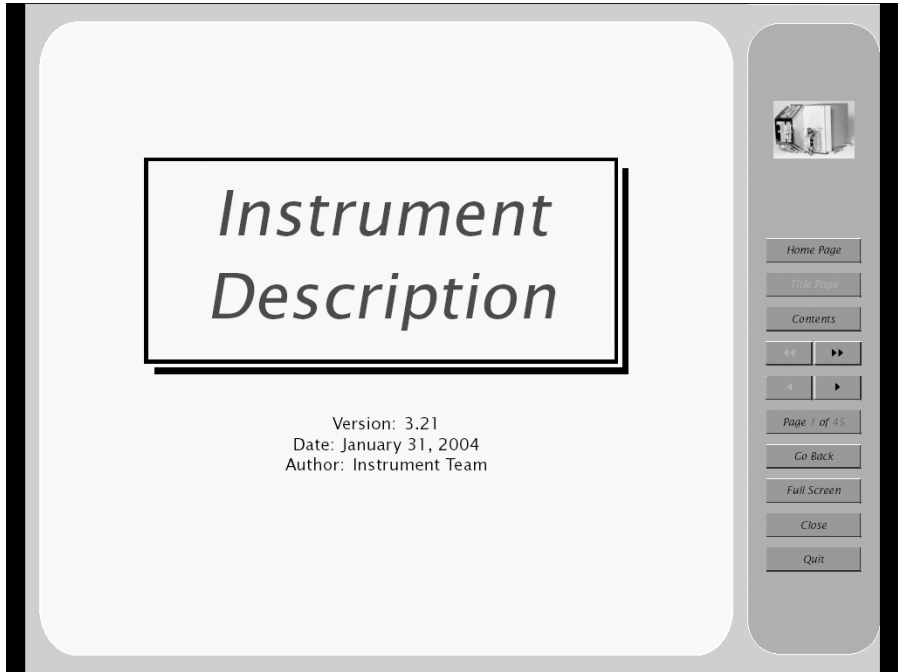 Instrument
Description
Version: 3.21
Date: January 31, 2004
Author: Instrument Team
Home Page
Title Page
Contents
Page 1 of 45
Go Back
Full Screen
Close
Quit